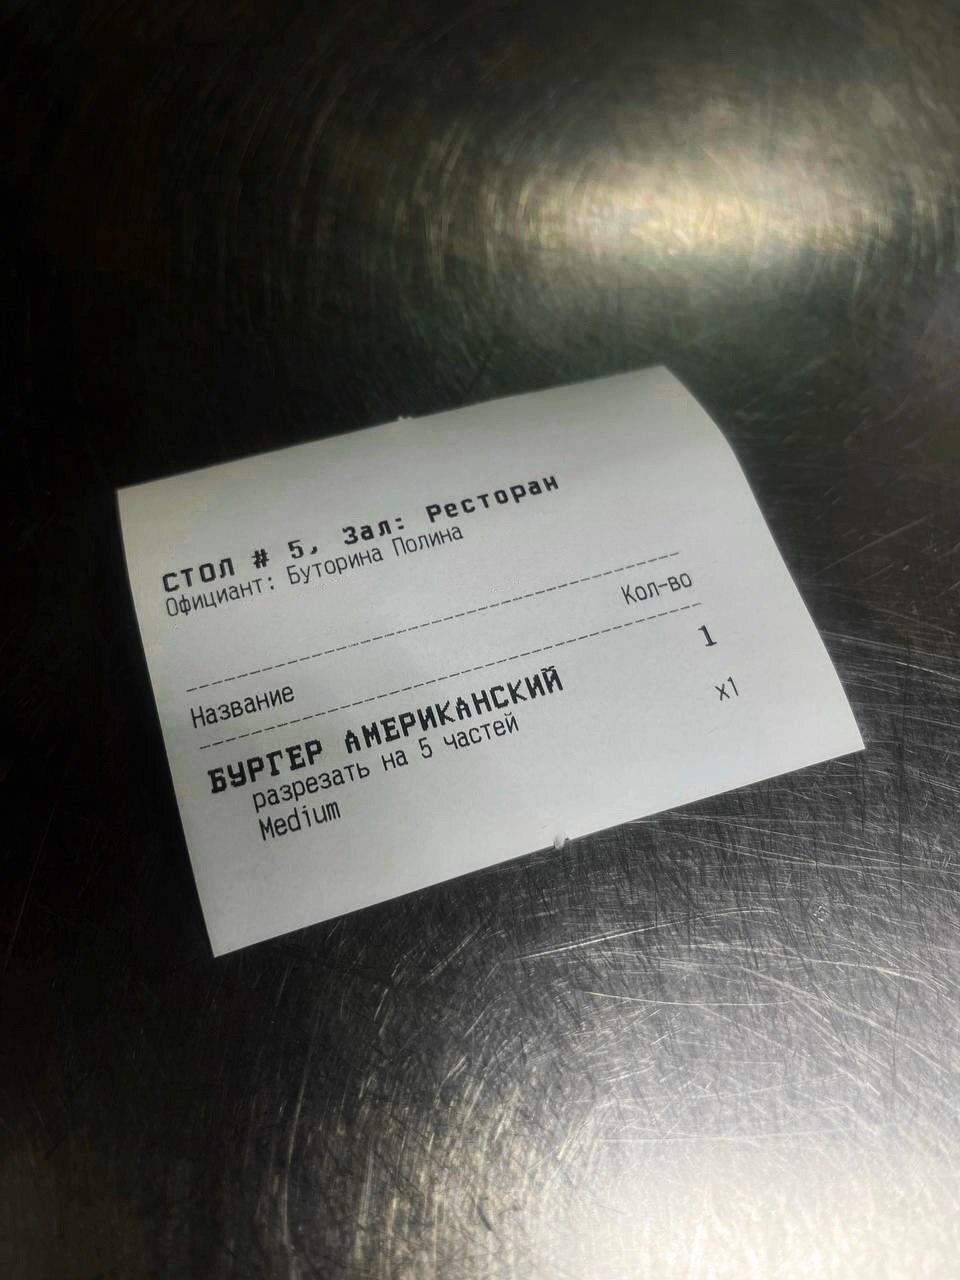 СТОЛ # 5, Зал: Ресторан
Официант: Буторина Полина
Название Кол-во
БУРГЕР АМЕРИКАНСКИЙ 1
разрезать на 5 частей x1
Medium